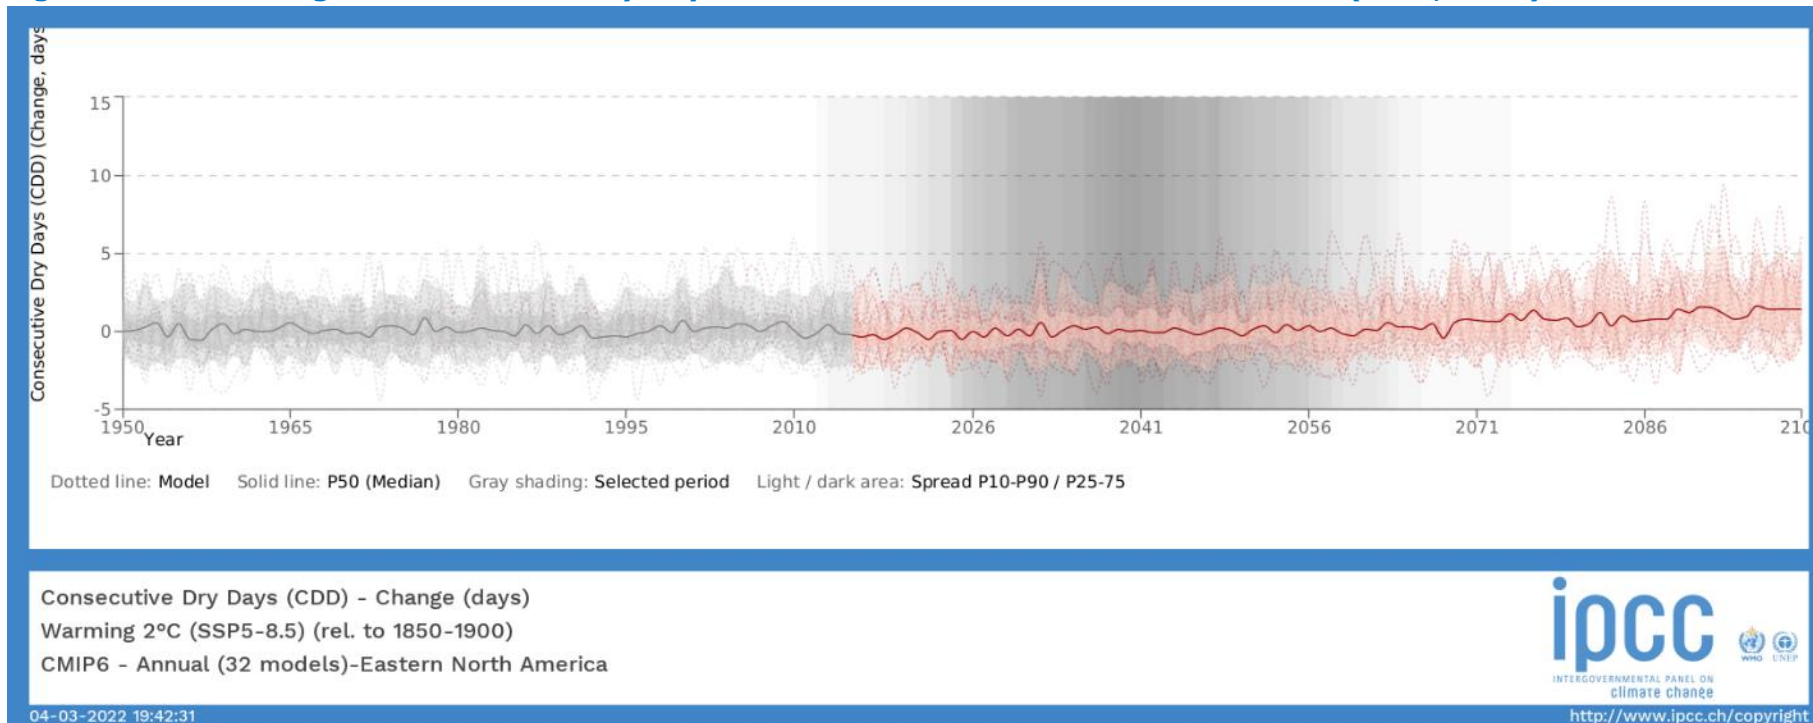 Consecutive Dry Days (CDD) (Change, days
15
10
5
0
-5
1950 1965 1980 1995 2010 2026 2041 2056 2071 2086 210
Year
Dotted line: Model Solid line: P50 (Median) Gray shading: Selected period Light / dark area: Spread P10-P90 / P25-75
Consecutive Dry Days (CDD) - Change (days)
Warming 2°C (SSP5-8.5) (rel. to 1850-1900)
CMIP6 - Annual (32 models)-Eastern North America
ipcc
INTERGOVERNMENTAL PANEL ON
climate change
WMO UNEP
04-03-2022 19:42:31
http://www.ipcc.ch/copyright